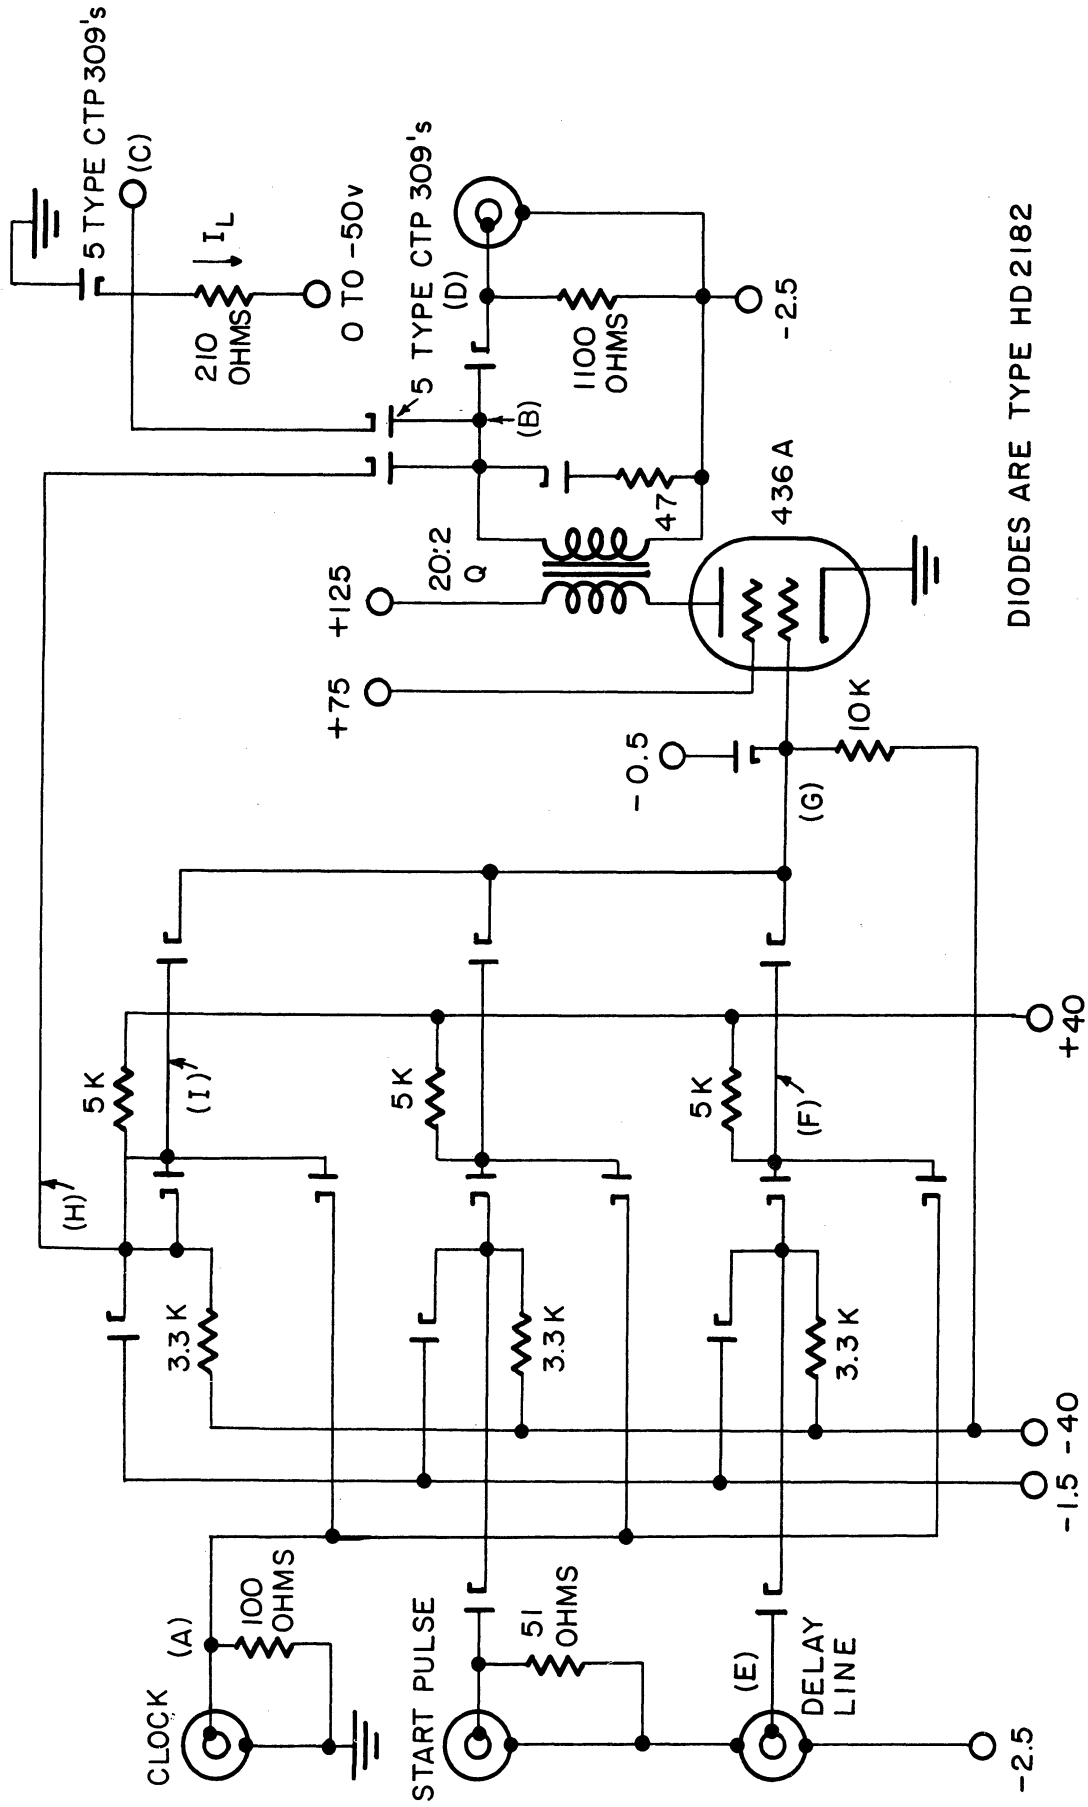 5 TYPE CTP 309's
(C)
I_L
210
OHMS
0 TO -50v
5 TYPE CTP 309's
(D)
(B)
1100
OHMS
-2.5
+125
20:2
Q
47
436A
+75
-0.5
10K
(G)
DIODES ARE TYPE HD2182
5K
(I)
5K
5K
(F)
+40
(H)
3.3K
3.3K
3.3K
-40
-1.5
CLOCK
(A)
100
OHMS
START PULSE
51
OHMS
(E)
DELAY
LINE
-2.5